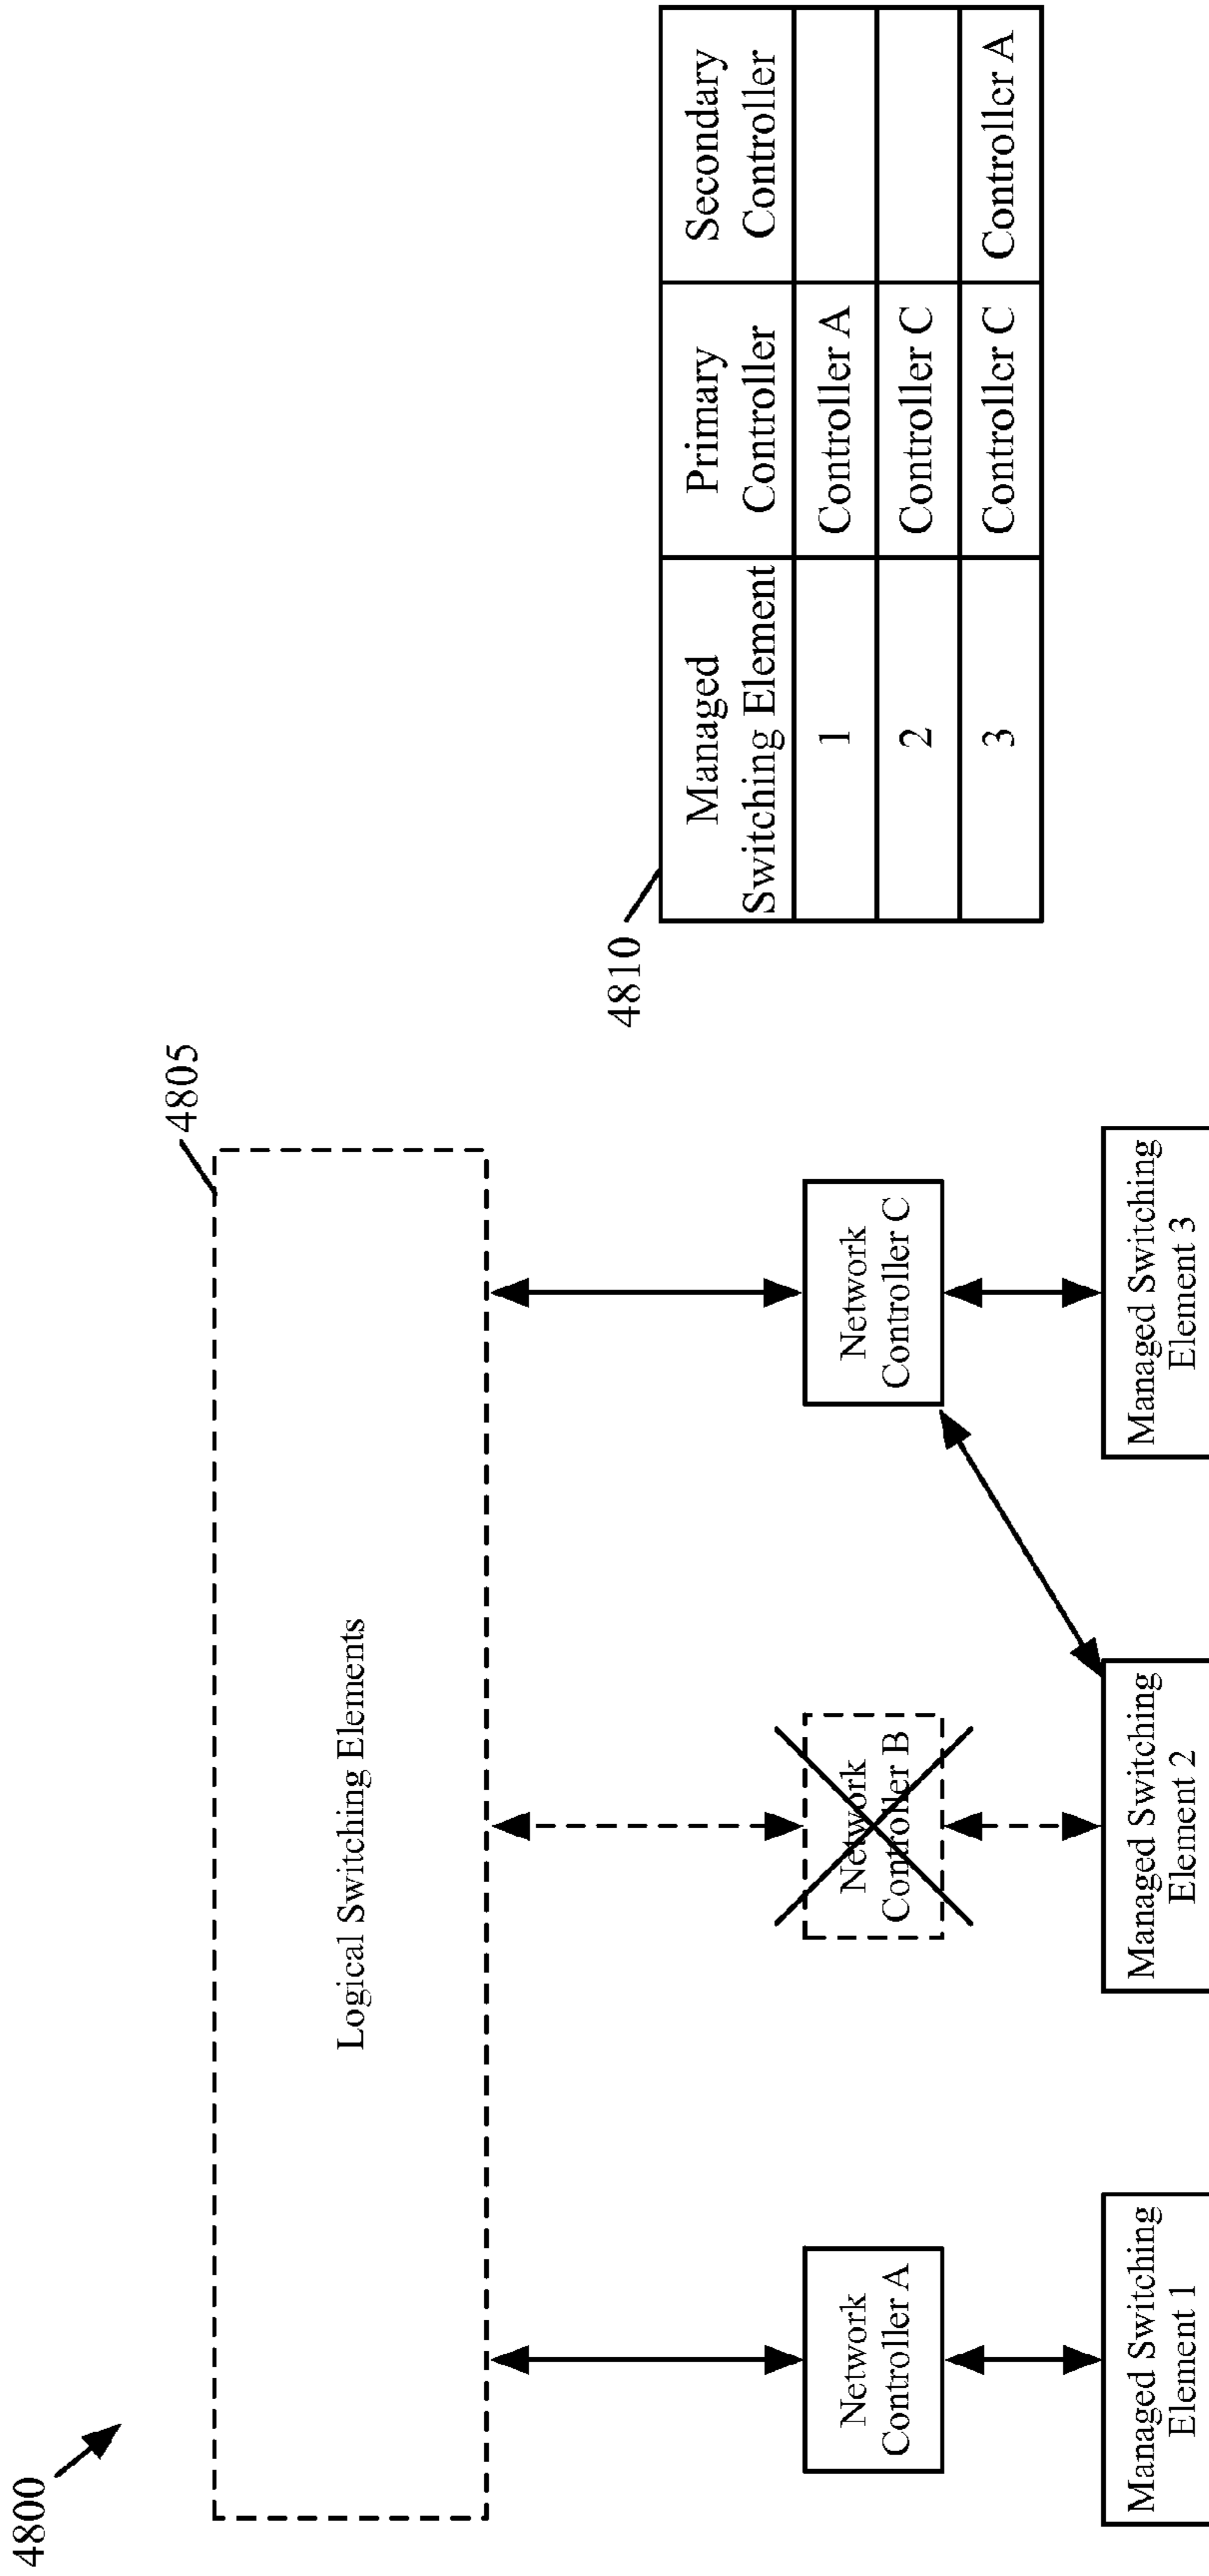 4800
4805
Logical Switching Elements
Network
Controller A
Network
Controller B
Network
Controller C
Managed Switching
Element 1
Managed Switching
Element 2
Managed Switching
Element 3
4810
Managed
Switching Element
Primary
Controller
Secondary
Controller
1
Controller A
2
Controller C
3
Controller C
Controller A